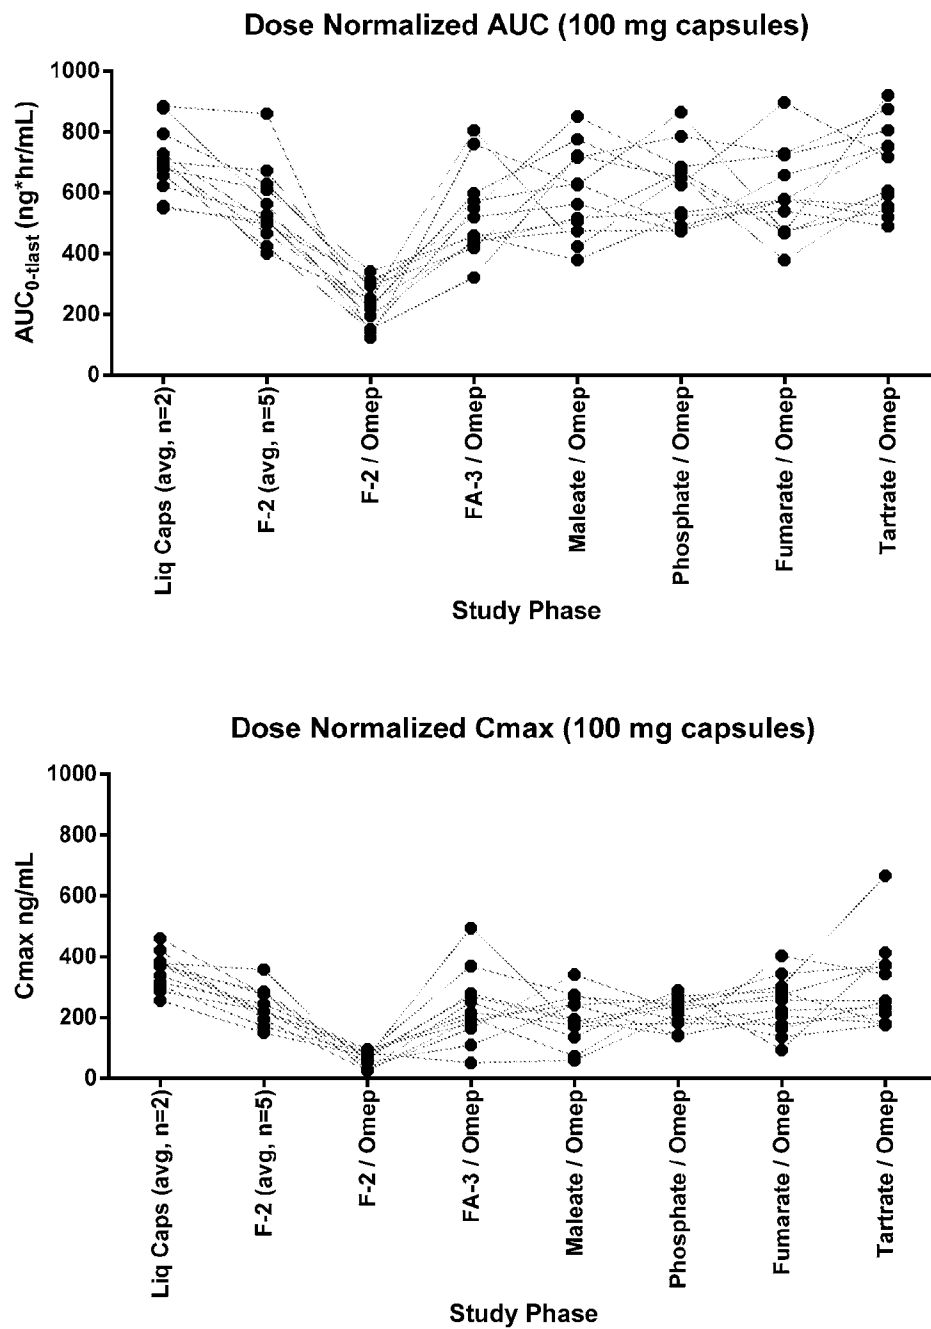 Dose Normalized AUC (100 mg capsules)
AUC0-tlast (ng*hr/mL)
1000
800
600
400
200
0
Liq Caps (avg, n=2)
F-2 (avg, n=5)
F-2 / Omep
FA-3 / Omep
Maleate / Omep
Phosphate / Omep
Fumarate / Omep
Tartrate / Omep
Study Phase
Dose Normalized Cmax (100 mg capsules)
Cmax ng/mL
1000
800
600
400
200
0
Liq Caps (avg, n=2)
F-2 (avg, n=5)
F-2 / Omep
FA-3 / Omep
Maleate / Omep
Phosphate / Omep
Fumarate / Omep
Tartrate / Omep
Study Phase